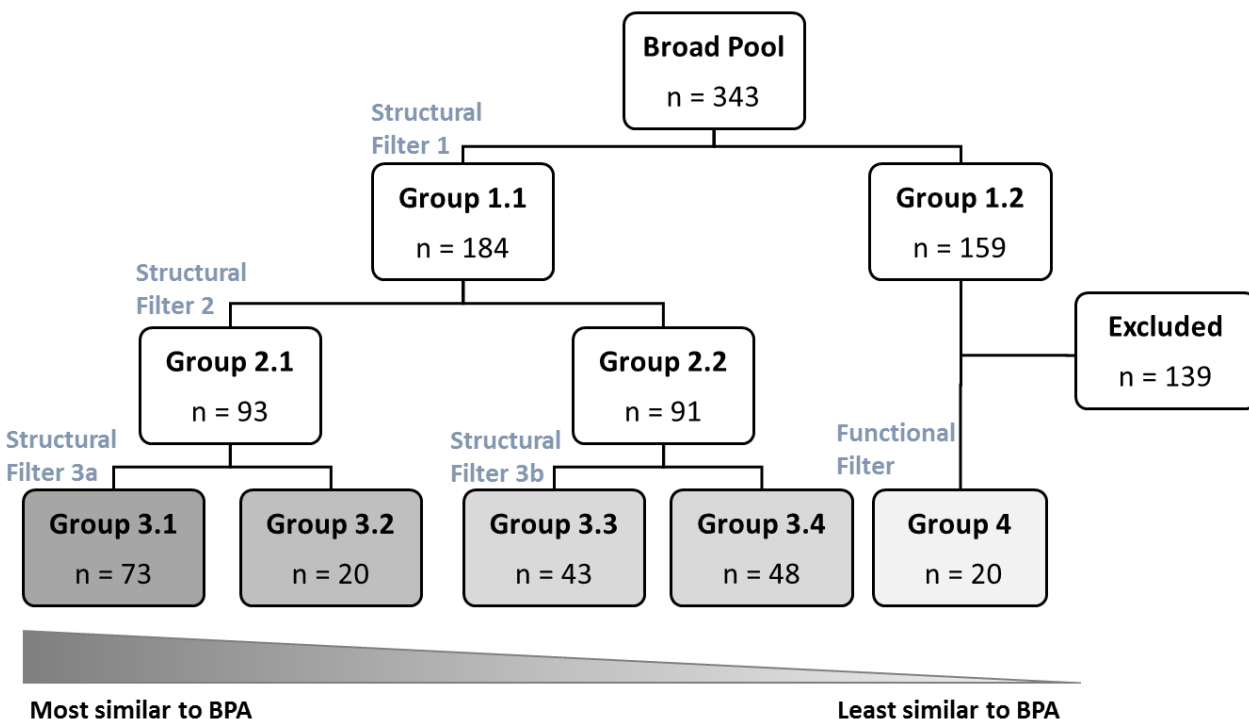 Broad Pool
n = 343
Structural
Filter 1
Group 1.1
n = 184
Group 1.2
n = 159
Structural
Filter 2
Group 2.1
n = 93
Group 2.2
n = 91
Excluded
n = 139
Structural
Filter 3a
Structural
Filter 3b
Functional
Filter
Group 3.1
n = 73
Group 3.2
n = 20
Group 3.3
n = 43
Group 3.4
n = 48
Group 4
n = 20
Most similar to BPA
Least similar to BPA